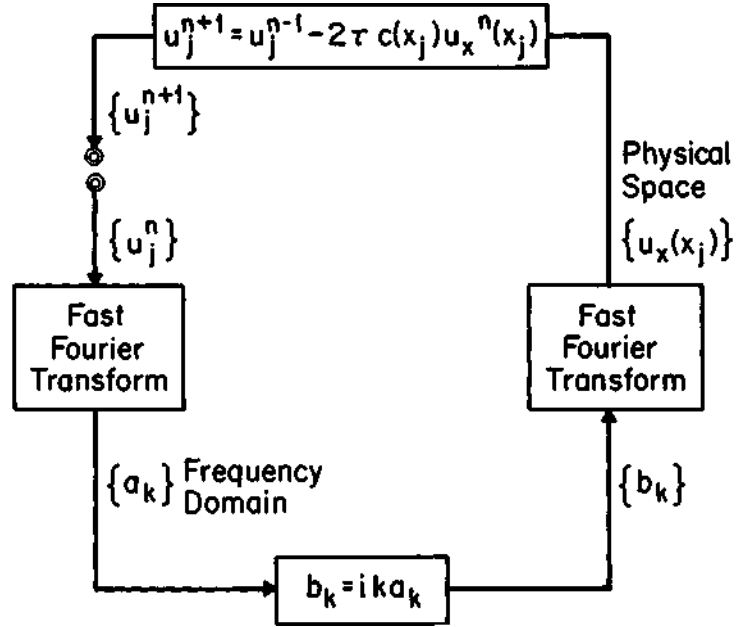 u_j^{n+1} = u_j^{n-1} - 2τ c(x_j) u_x^n(x_j)
{u_j^{n+1}}
Physical
Space
{u_j^n}
{u_x(x_j)}
Fast
Fourier
Transform
Fast
Fourier
Transform
{a_k} Frequency
Domain
{b_k}
b_k = i k a_k